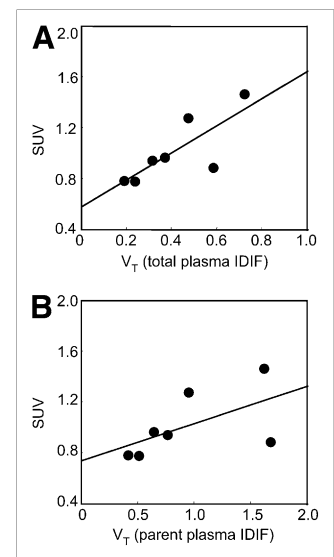 A
2.0
1.6
1.2
0.8
0.4
SUV
0 0.2 0.4 0.6 0.8 1.0
V_T (total plasma IDIF)
B
2.0
1.6
1.2
0.8
0.4
SUV
0 0.5 1.0 1.5 2.0
V_T (parent plasma IDIF)